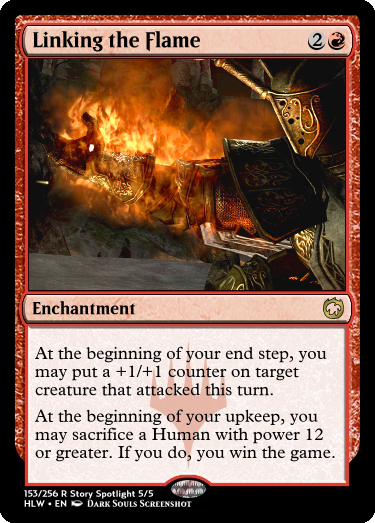 Linking the Flame 2
Enchantment
At the beginning of your end step, you
may put a +1/+1 counter on target
creature that attacked this turn.
At the beginning of your upkeep, you
may sacrifice a Human with power 12
or greater. If you do, you win the game.
153/256 R Story Spotlight 5/5
HLW • EN Dark Souls Screenshot